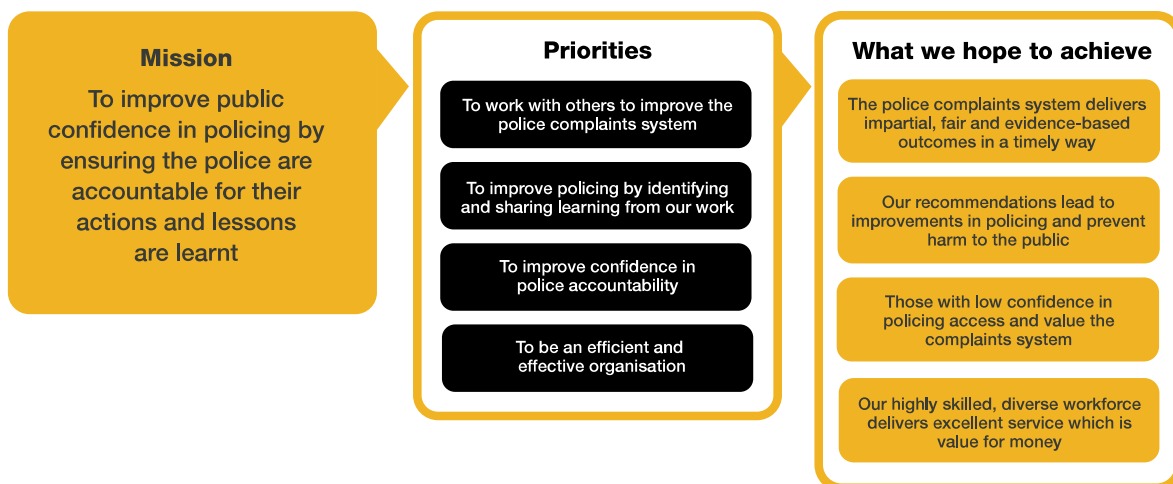 Mission
To improve public
confidence in policing by
ensuring the police are
accountable for their
actions and lessons
are learnt
Priorities
To work with others to improve the
police complaints system
To improve policing by identifying
and sharing learning from our work
To improve confidence in
police accountability
To be an efficient and
effective organisation
What we hope to achieve
The police complaints system delivers
impartial, fair and evidence-based
outcomes in a timely way
Our recommendations lead to
improvements in policing and prevent
harm to the public
Those with low confidence in
policing access and value the
complaints system
Our highly skilled, diverse workforce
delivers excellent service which is
value for money